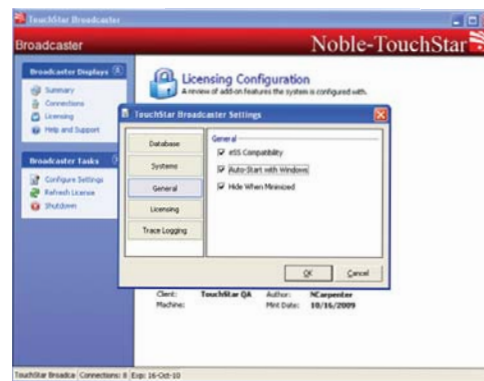 TouchStar Broadcaster
Broadcaster
Noble-TouchStar
Broadcaster Displays
Summary
Connections
Licensing
Help and Support
Broadcaster Tasks
Configure Settings
Refresh License
Shutdown
Licensing Configuration
A review of add-on features the system is configured with.
TouchStar Broadcaster Settings
Database
Systems
General
Licensing
Trace Logging
General
eSS Compatibility
Auto-Start with Windows
Hide When Minimized
OK
Cancel
Client: TouchStar QA Author: NCarpenter
Machine: Mint Date: 10/16/2009
TouchStar Broadca Connections: 8 Exp: 16-Oct-10